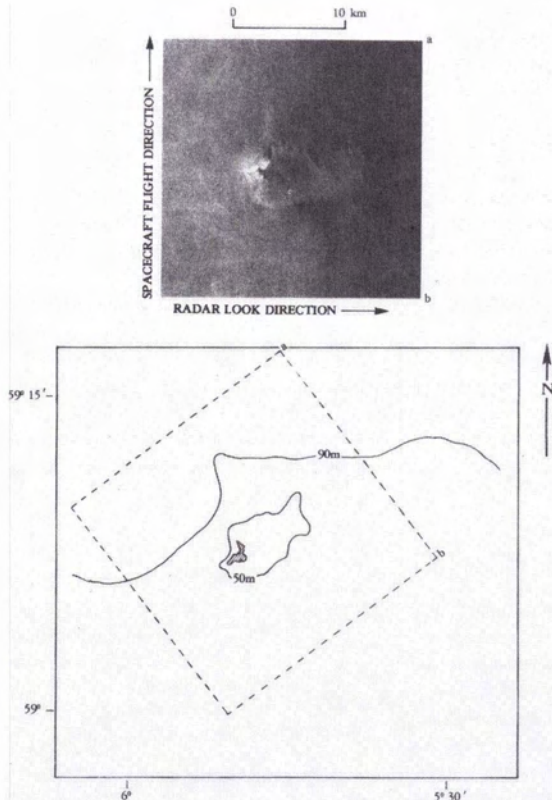 0 10 km
a
SPACECRAFT FLIGHT DIRECTION
b
RADAR LOOK DIRECTION
59° 15′
N
90m
b
50m
59°
6°
5° 30′